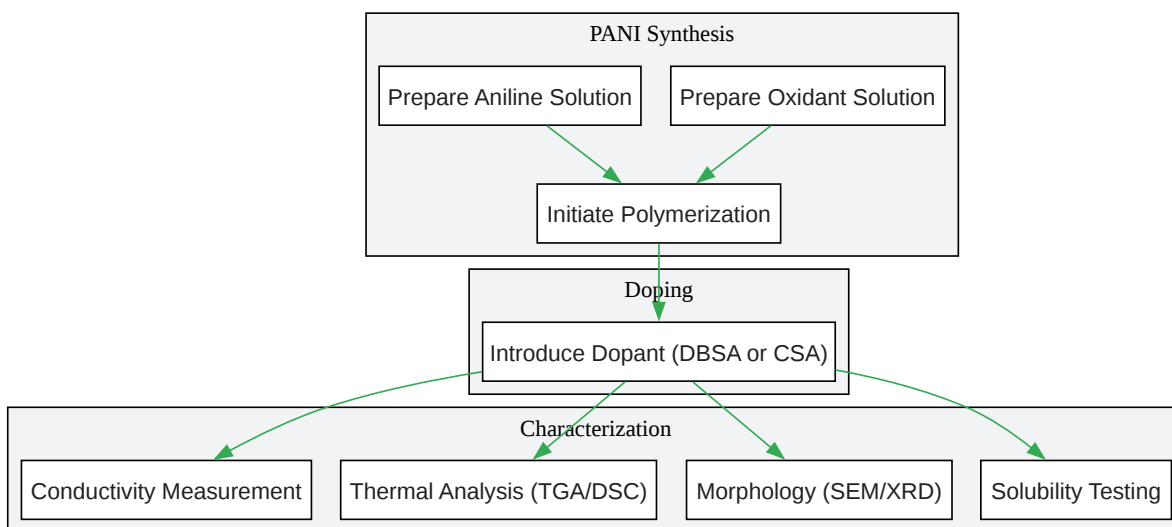 PANI Synthesis
Prepare Aniline Solution
Prepare Oxidant Solution
Initiate Polymerization
Doping
Introduce Dopant (DBSA or CSA)
Characterization
Conductivity Measurement
Thermal Analysis (TGA/DSC)
Morphology (SEM/XRD)
Solubility Testing